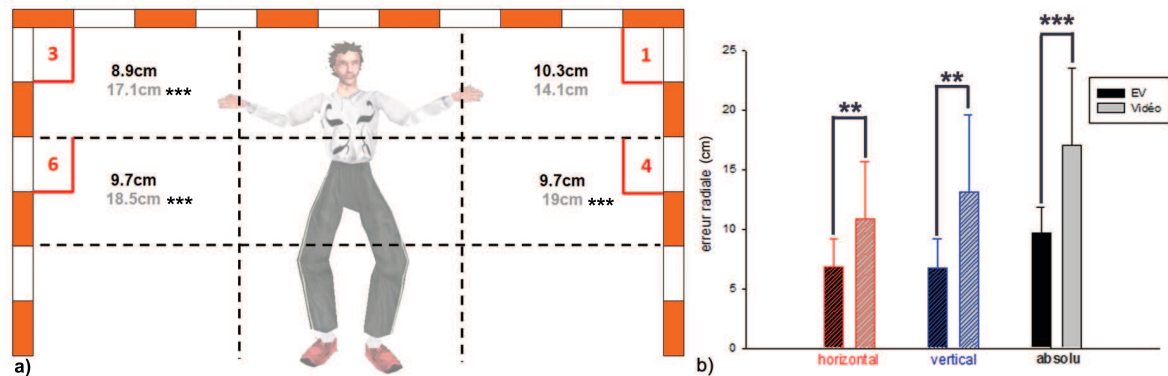 3
8.9cm
17.1cm ***
10.3cm
14.1cm
1
6
9.7cm
18.5cm ***
9.7cm
19cm ***
4
a)
erreur radiale (cm)
25
20
15
10
5
0
**
**
***
EV
Vidéo
horizontal
vertical
absolu
b)